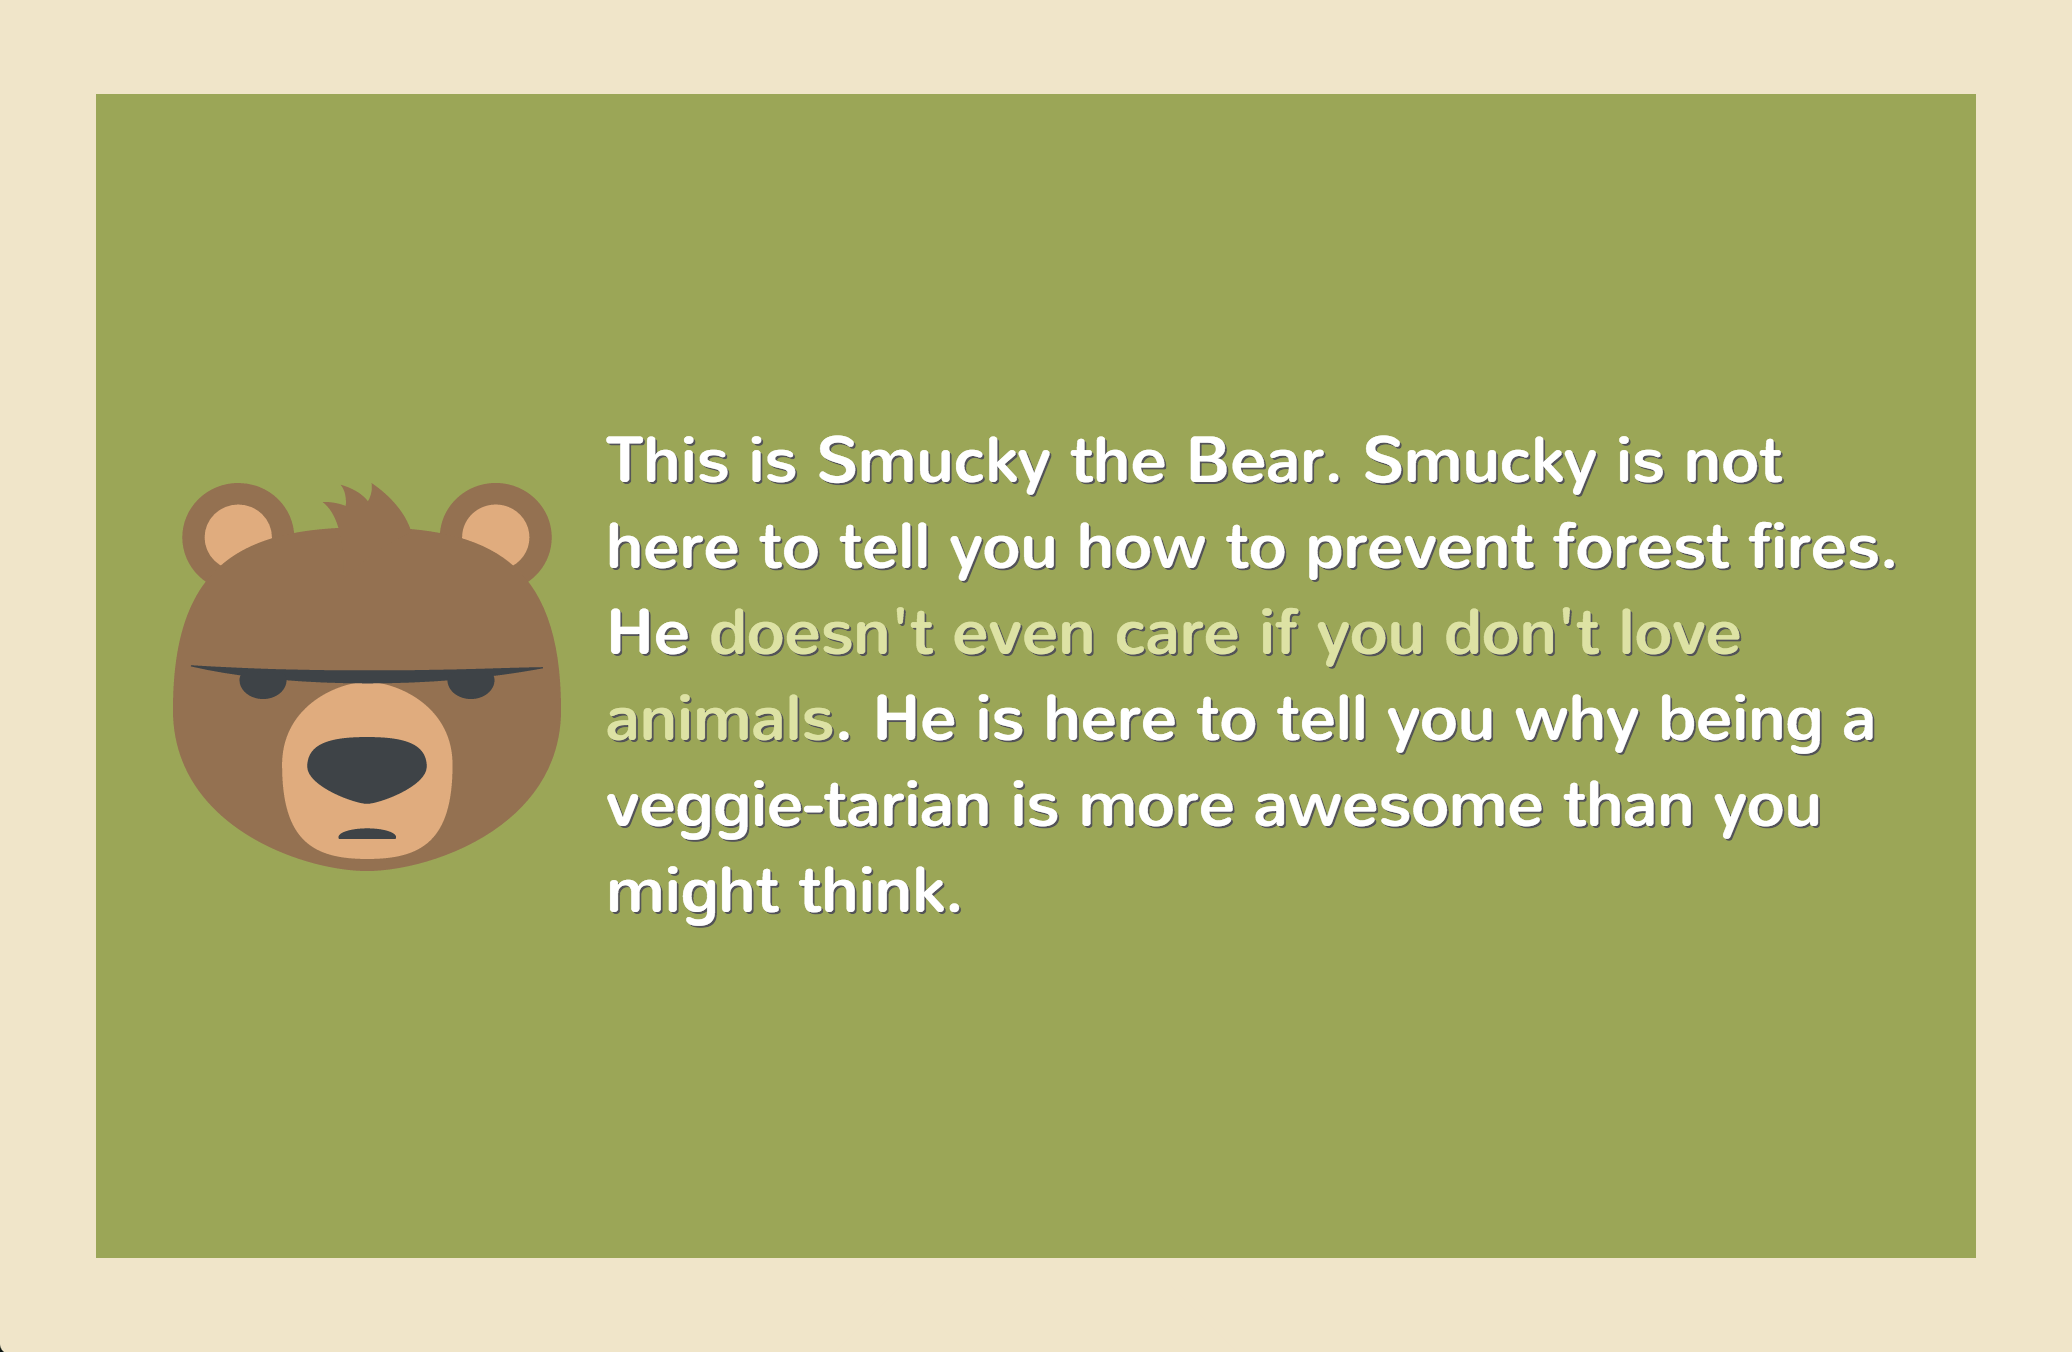 This is Smucky the Bear. Smucky is not
here to tell you how to prevent forest fires.
He doesn't even care if you don't love
animals. He is here to tell you why being a
veggie-tarian is more awesome than you
might think.